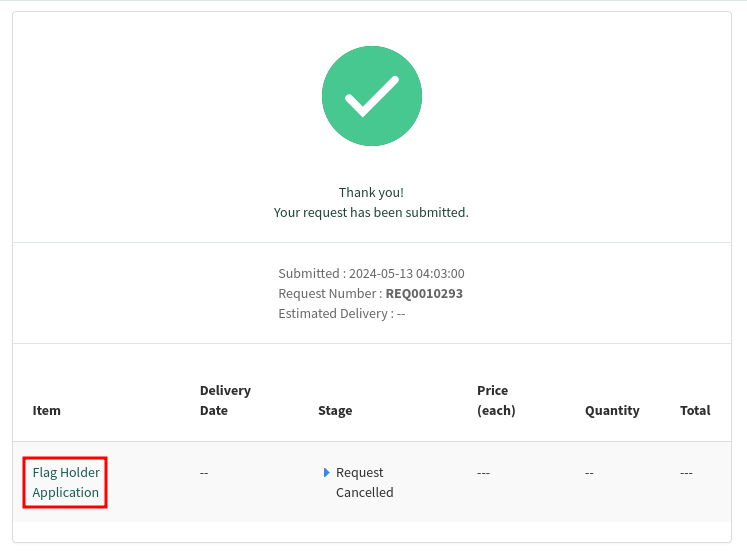 Thank you!
Your request has been submitted.
Submitted : 2024-05-13 04:03:00
Request Number : REQ0010293
Estimated Delivery : --
Item Delivery Date Stage Price (each) Quantity Total
Flag Holder Application -- Request Cancelled --- -- ---